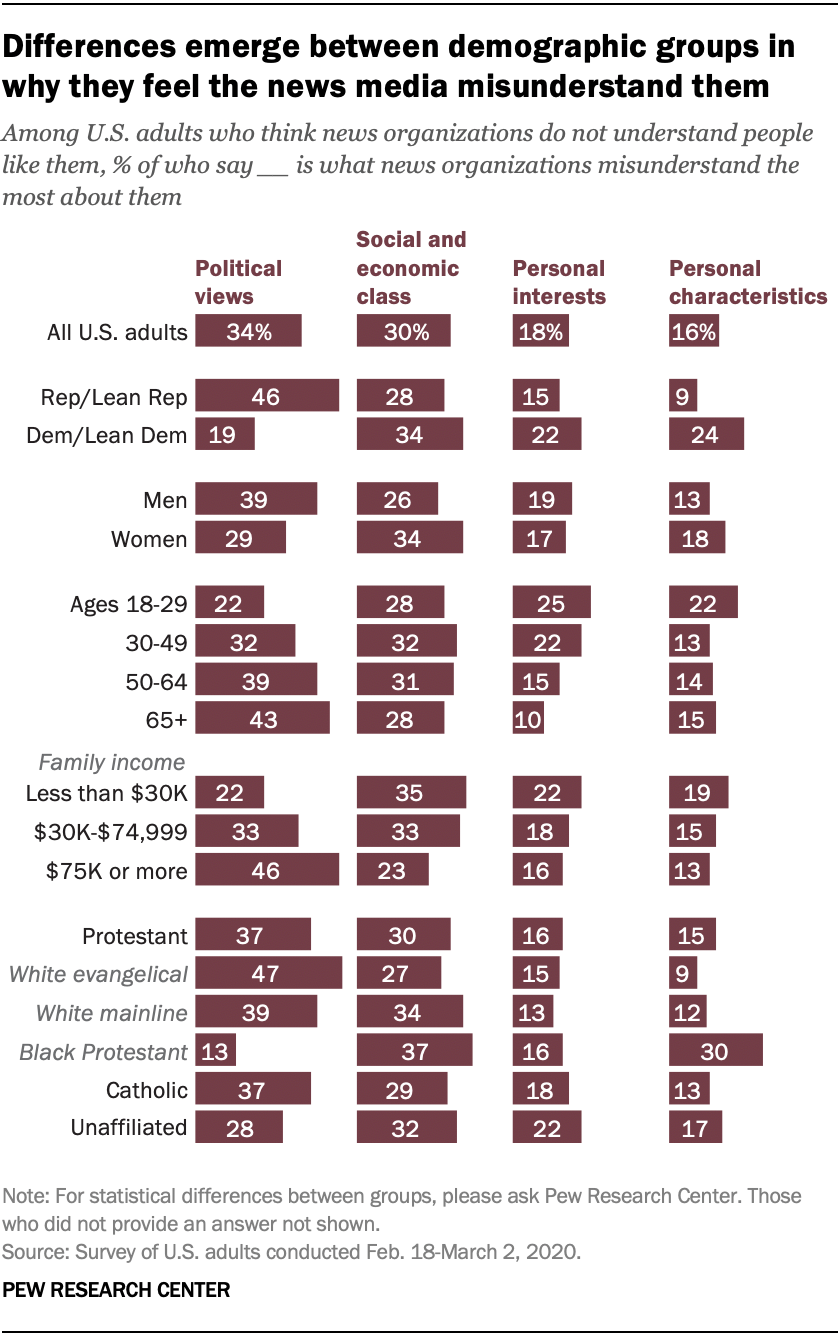 Differences emerge between demographic groups in
why they feel the news media misunderstand them
Among U.S. adults who think news organizations do not understand people
like them, % of who say __ is what news organizations misunderstand the
most about them
Political views Social and economic class Personal interests Personal characteristics
All U.S. adults 34% 30% 18% 16%
Rep/Lean Rep 46 28 15 9
Dem/Lean Dem 19 34 22 24
Men 39 26 19 13
Women 29 34 17 18
Ages 18-29 22 28 25 22
30-49 32 32 22 13
50-64 39 31 15 14
65+ 43 28 10 15
Family income
Less than $30K 22 35 22 19
$30K-$74,999 33 33 18 15
$75K or more 46 23 16 13
Protestant 37 30 16 15
White evangelical 47 27 15 9
White mainline 39 34 13 12
Black Protestant 13 37 16 30
Catholic 37 29 18 13
Unaffiliated 28 32 22 17
Note: For statistical differences between groups, please ask Pew Research Center. Those
who did not provide an answer not shown.
Source: Survey of U.S. adults conducted Feb. 18-March 2, 2020.
PEW RESEARCH CENTER